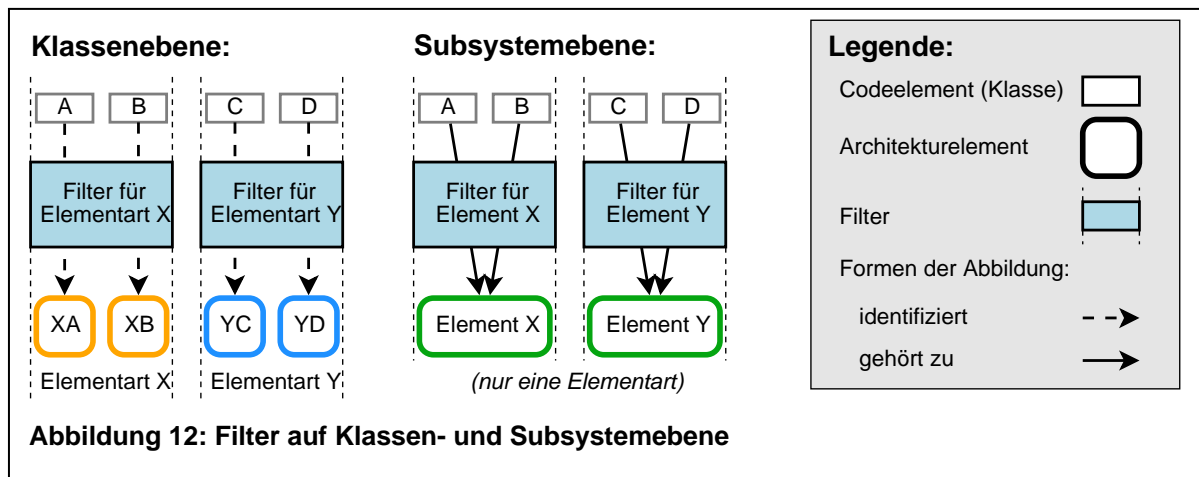 Klassenebene:
A
B
C
D
Filter für
Elementart X
Filter für
Elementart Y
XA
XB
YC
YD
Elementart X
Elementart Y
Subsystemebene:
A
B
C
D
Filter für
Element X
Filter für
Element Y
Element X
Element Y
(nur eine Elementart)
Legende:
Codeelement (Klasse)
Architekturelement
Filter
Formen der Abbildung:
identifiziert
gehört zu
Abbildung 12: Filter auf Klassen- und Subsystemebene